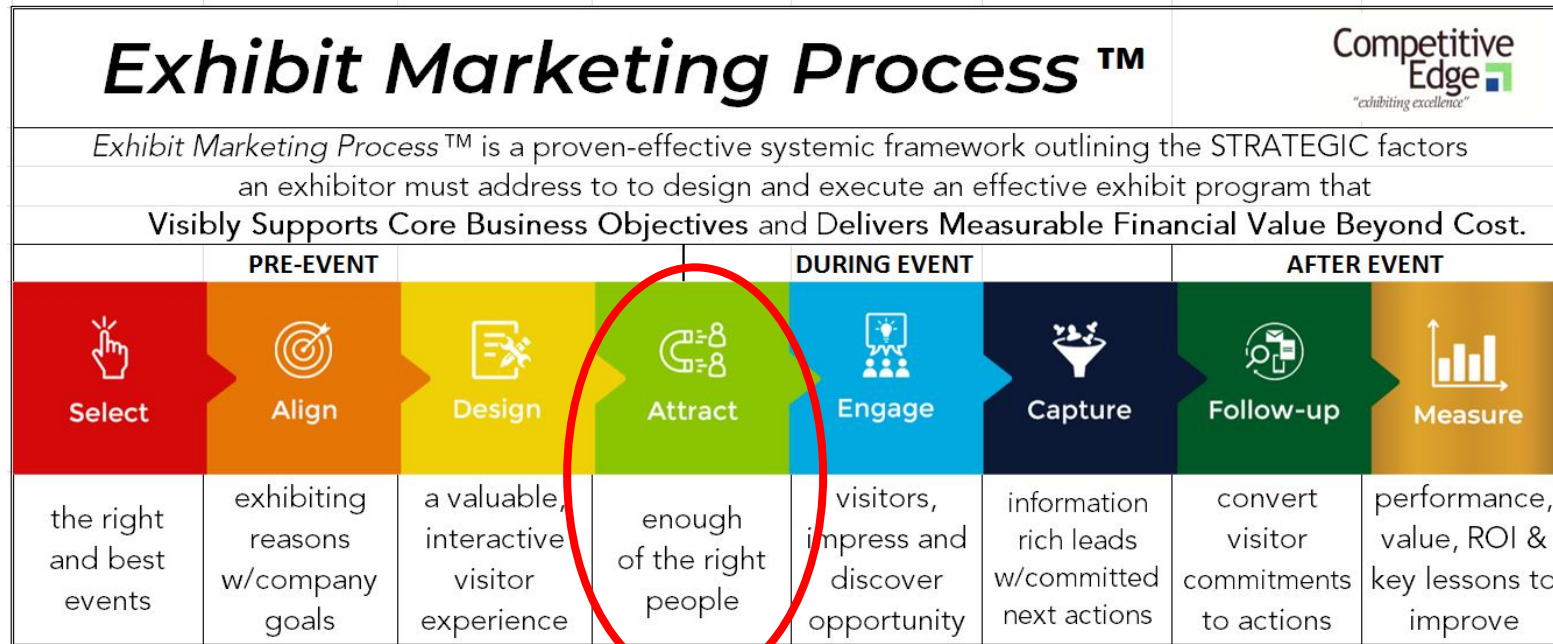 Exhibit Marketing Process ™
Competitive
Edge
"exhibiting excellence"
Exhibit Marketing Process™ is a proven-effective systemic framework outlining the STRATEGIC factors
an exhibitor must address to to design and execute an effective exhibit program that
Visibly Supports Core Business Objectives and Delivers Measurable Financial Value Beyond Cost.
PRE-EVENT
DURING EVENT
AFTER EVENT
Select
Align
Design
Attract
Engage
Capture
Follow-up
Measure
the right
and best
events
exhibiting
reasons
w/company
goals
a valuable,
interactive
visitor
experience
enough
of the right
people
visitors,
impress and
discover
opportunity
information
rich leads
w/committed
next actions
convert
visitor
commitments
to actions
performance,
value, ROI &
key lessons to
improve